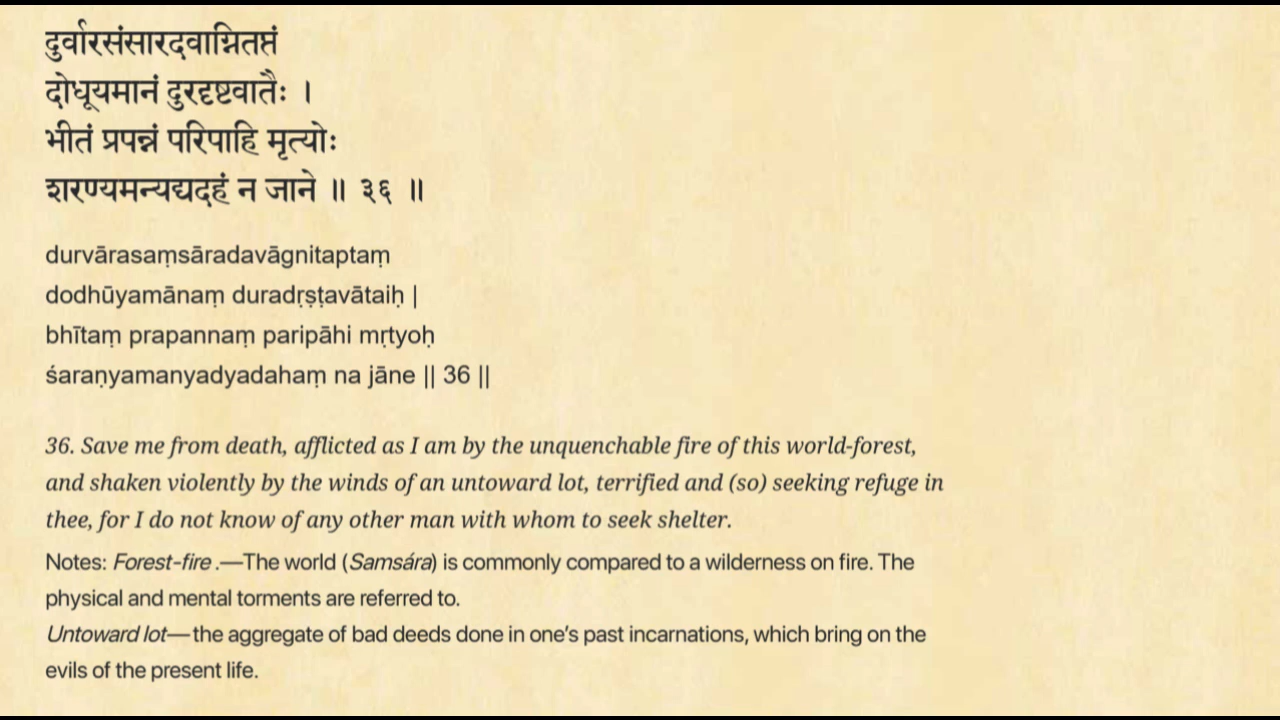 दुर्वारसंसारदवाग्नितप्तं
दोधूयमानं दुरदृष्टवातैः ।
भीतं प्रपन्नं परिपाहि मृत्योः
शरण्यमन्यद्यदहं न जाने ॥ ३६ ॥
durvārasaṃsāradavāgnitaptaṃ
dodhūyamānaṃ duradṛṣṭavātaiḥ |
bhītaṃ prapannaṃ paripāhi mṛtyoḥ
śaraṇyamanyadyadahaṃ na jāne || 36 ||
36. Save me from death, afflicted as I am by the unquenchable fire of this world-forest,
and shaken violently by the winds of an untoward lot, terrified and (so) seeking refuge in
thee, for I do not know of any other man with whom to seek shelter.
Notes: Forest-fire .—The world (Samsára) is commonly compared to a wilderness on fire. The
physical and mental torments are referred to.
Untoward lot—the aggregate of bad deeds done in one’s past incarnations, which bring on the
evils of the present life.